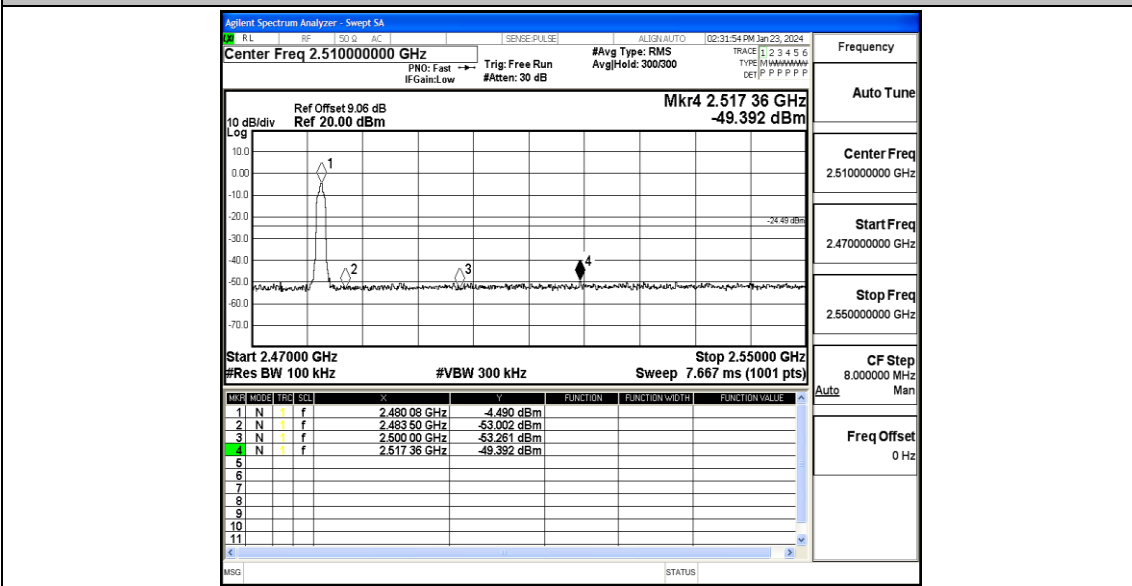 Agilent Spectrum Analyzer - Swept SA
RL RF 50 Ω AC SENSE:PULSE ALIGNAUTO 02:31:54 PM Jan 23, 2024
Center Freq 2.510000000 GHz
PNO: Fast
IFGain:Low
Trig: Free Run
#Atten: 30 dB
#Avg Type: RMS
Avg|Hold: 300/300
TRACE 1 2 3 4 5 6
TYPE M
DET P P P P P P
Mkr4 2.517 36 GHz
-49.392 dBm
Ref Offset 9.06 dB
10 dB/div Ref 20.00 dBm
Log
10.0
0.00
-10.0
-20.0
-30.0
-40.0
-50.0
-60.0
-70.0
1
2
3
4
-24.49 dBm
Start 2.47000 GHz Stop 2.55000 GHz
#Res BW 100 kHz #VBW 300 kHz Sweep 7.667 ms (1001 pts)
MKR MODE TRC SCL X Y FUNCTION FUNCTION WIDTH FUNCTION VALUE
1 N 1 f 2.480 08 GHz -4.490 dBm
2 N 1 f 2.483 50 GHz -53.002 dBm
3 N 1 f 2.500 00 GHz -53.261 dBm
4 N 1 f 2.517 36 GHz -49.392 dBm
5
6
7
8
9
10
11
MSG STATUS
Frequency
Auto Tune
Center Freq
2.510000000 GHz
Start Freq
2.470000000 GHz
Stop Freq
2.550000000 GHz
CF Step
8.000000 MHz
Auto Man
Freq Offset
0 Hz